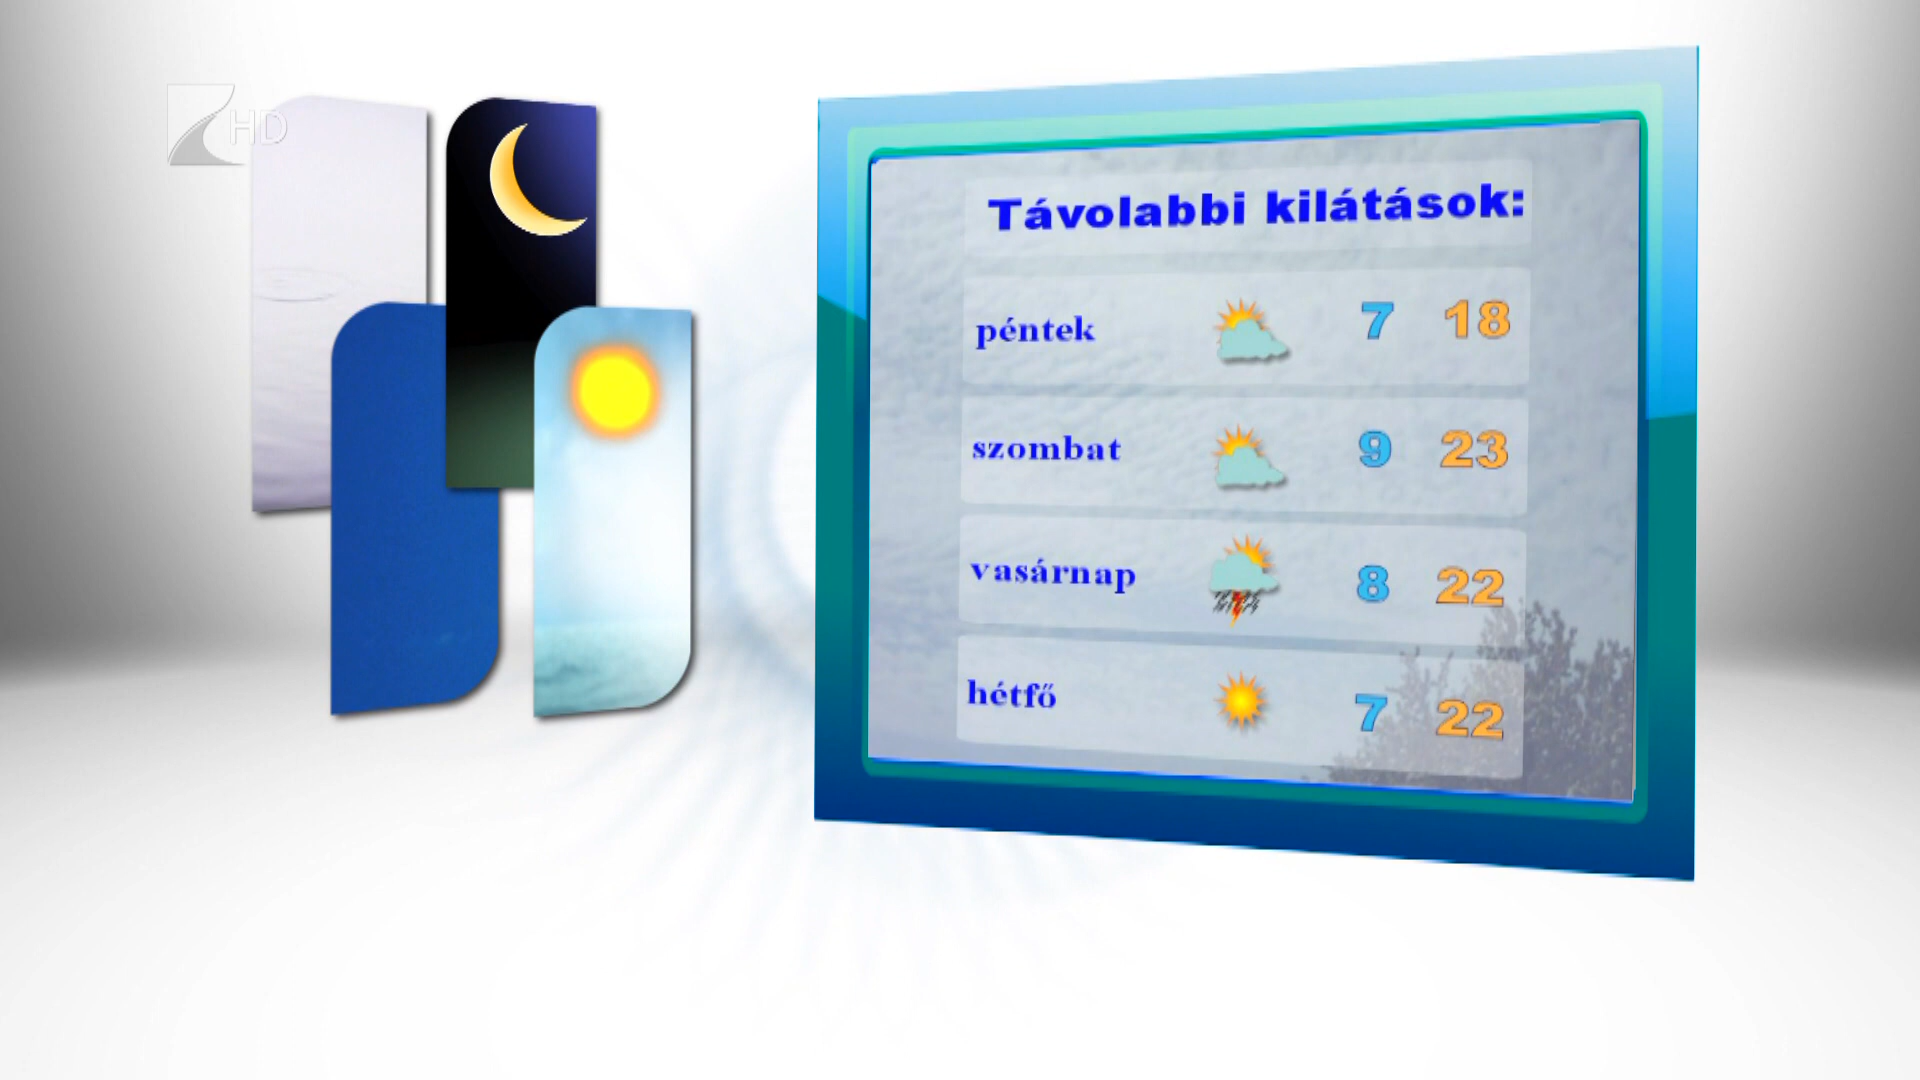 HD
Távolabbi kilátások:
péntek 7 18
szombat 9 23
vasárnap 8 22
hétfő 7 22